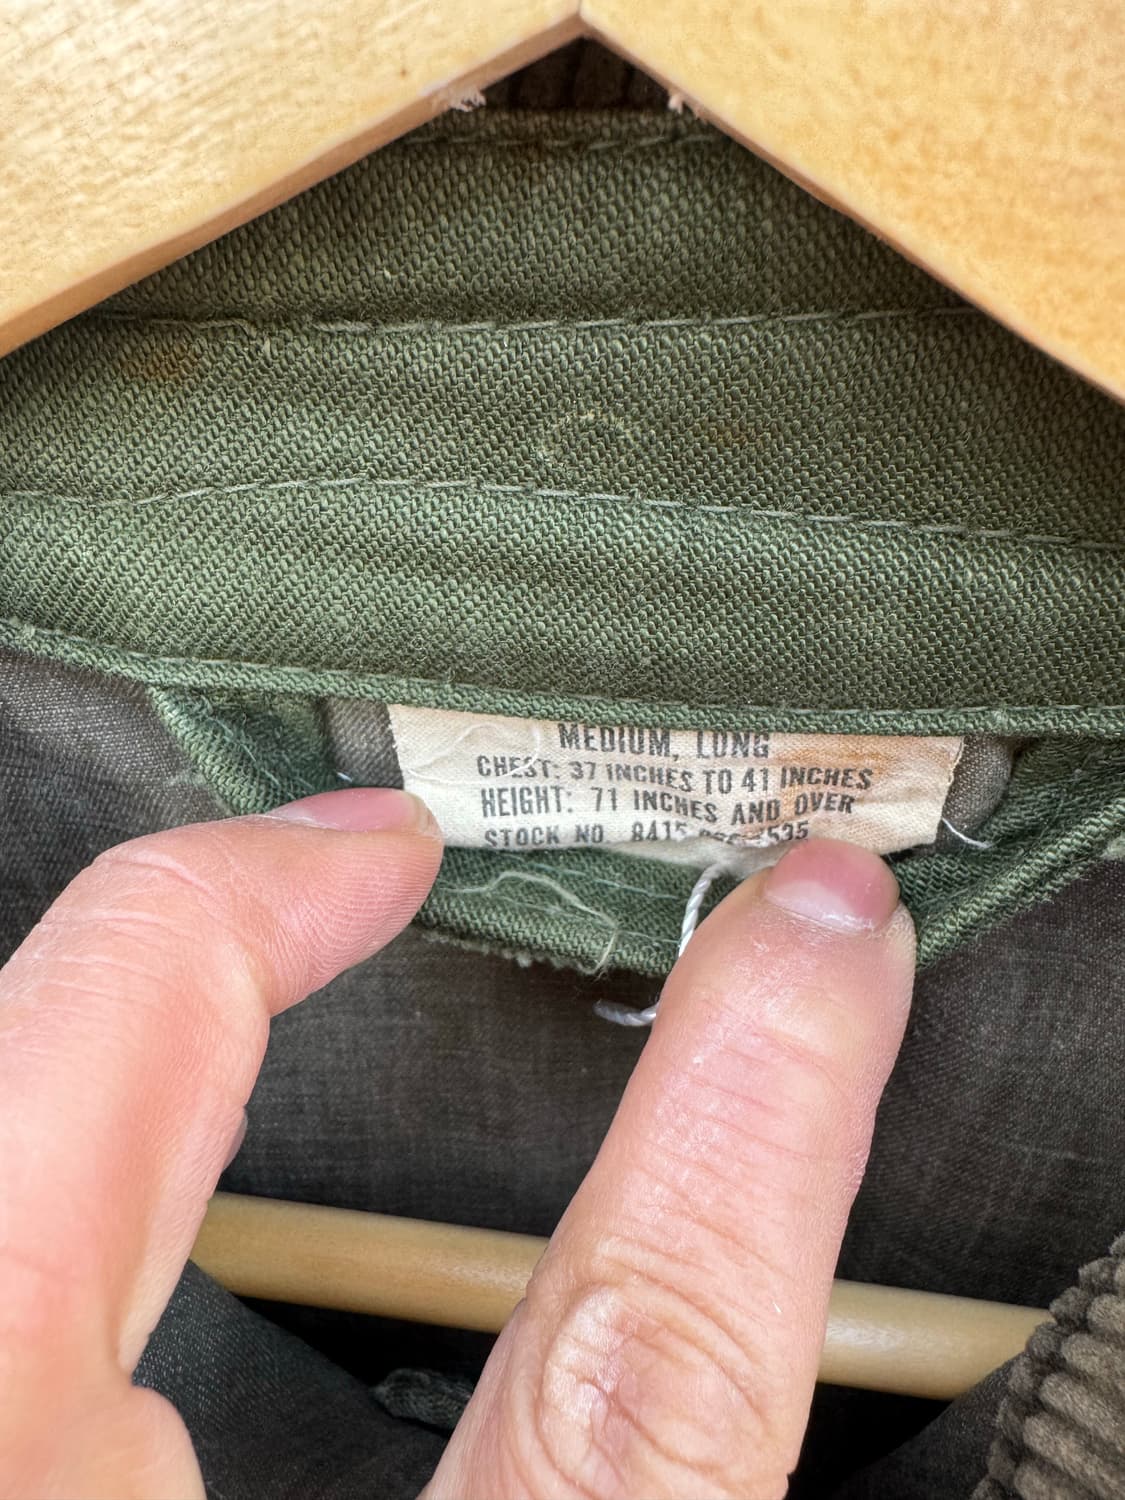 MEDIUM, LONG
CHEST: 37 INCHES TO 41 INCHES
HEIGHT: 71 INCHES AND OVER
STOCK NO. 8415